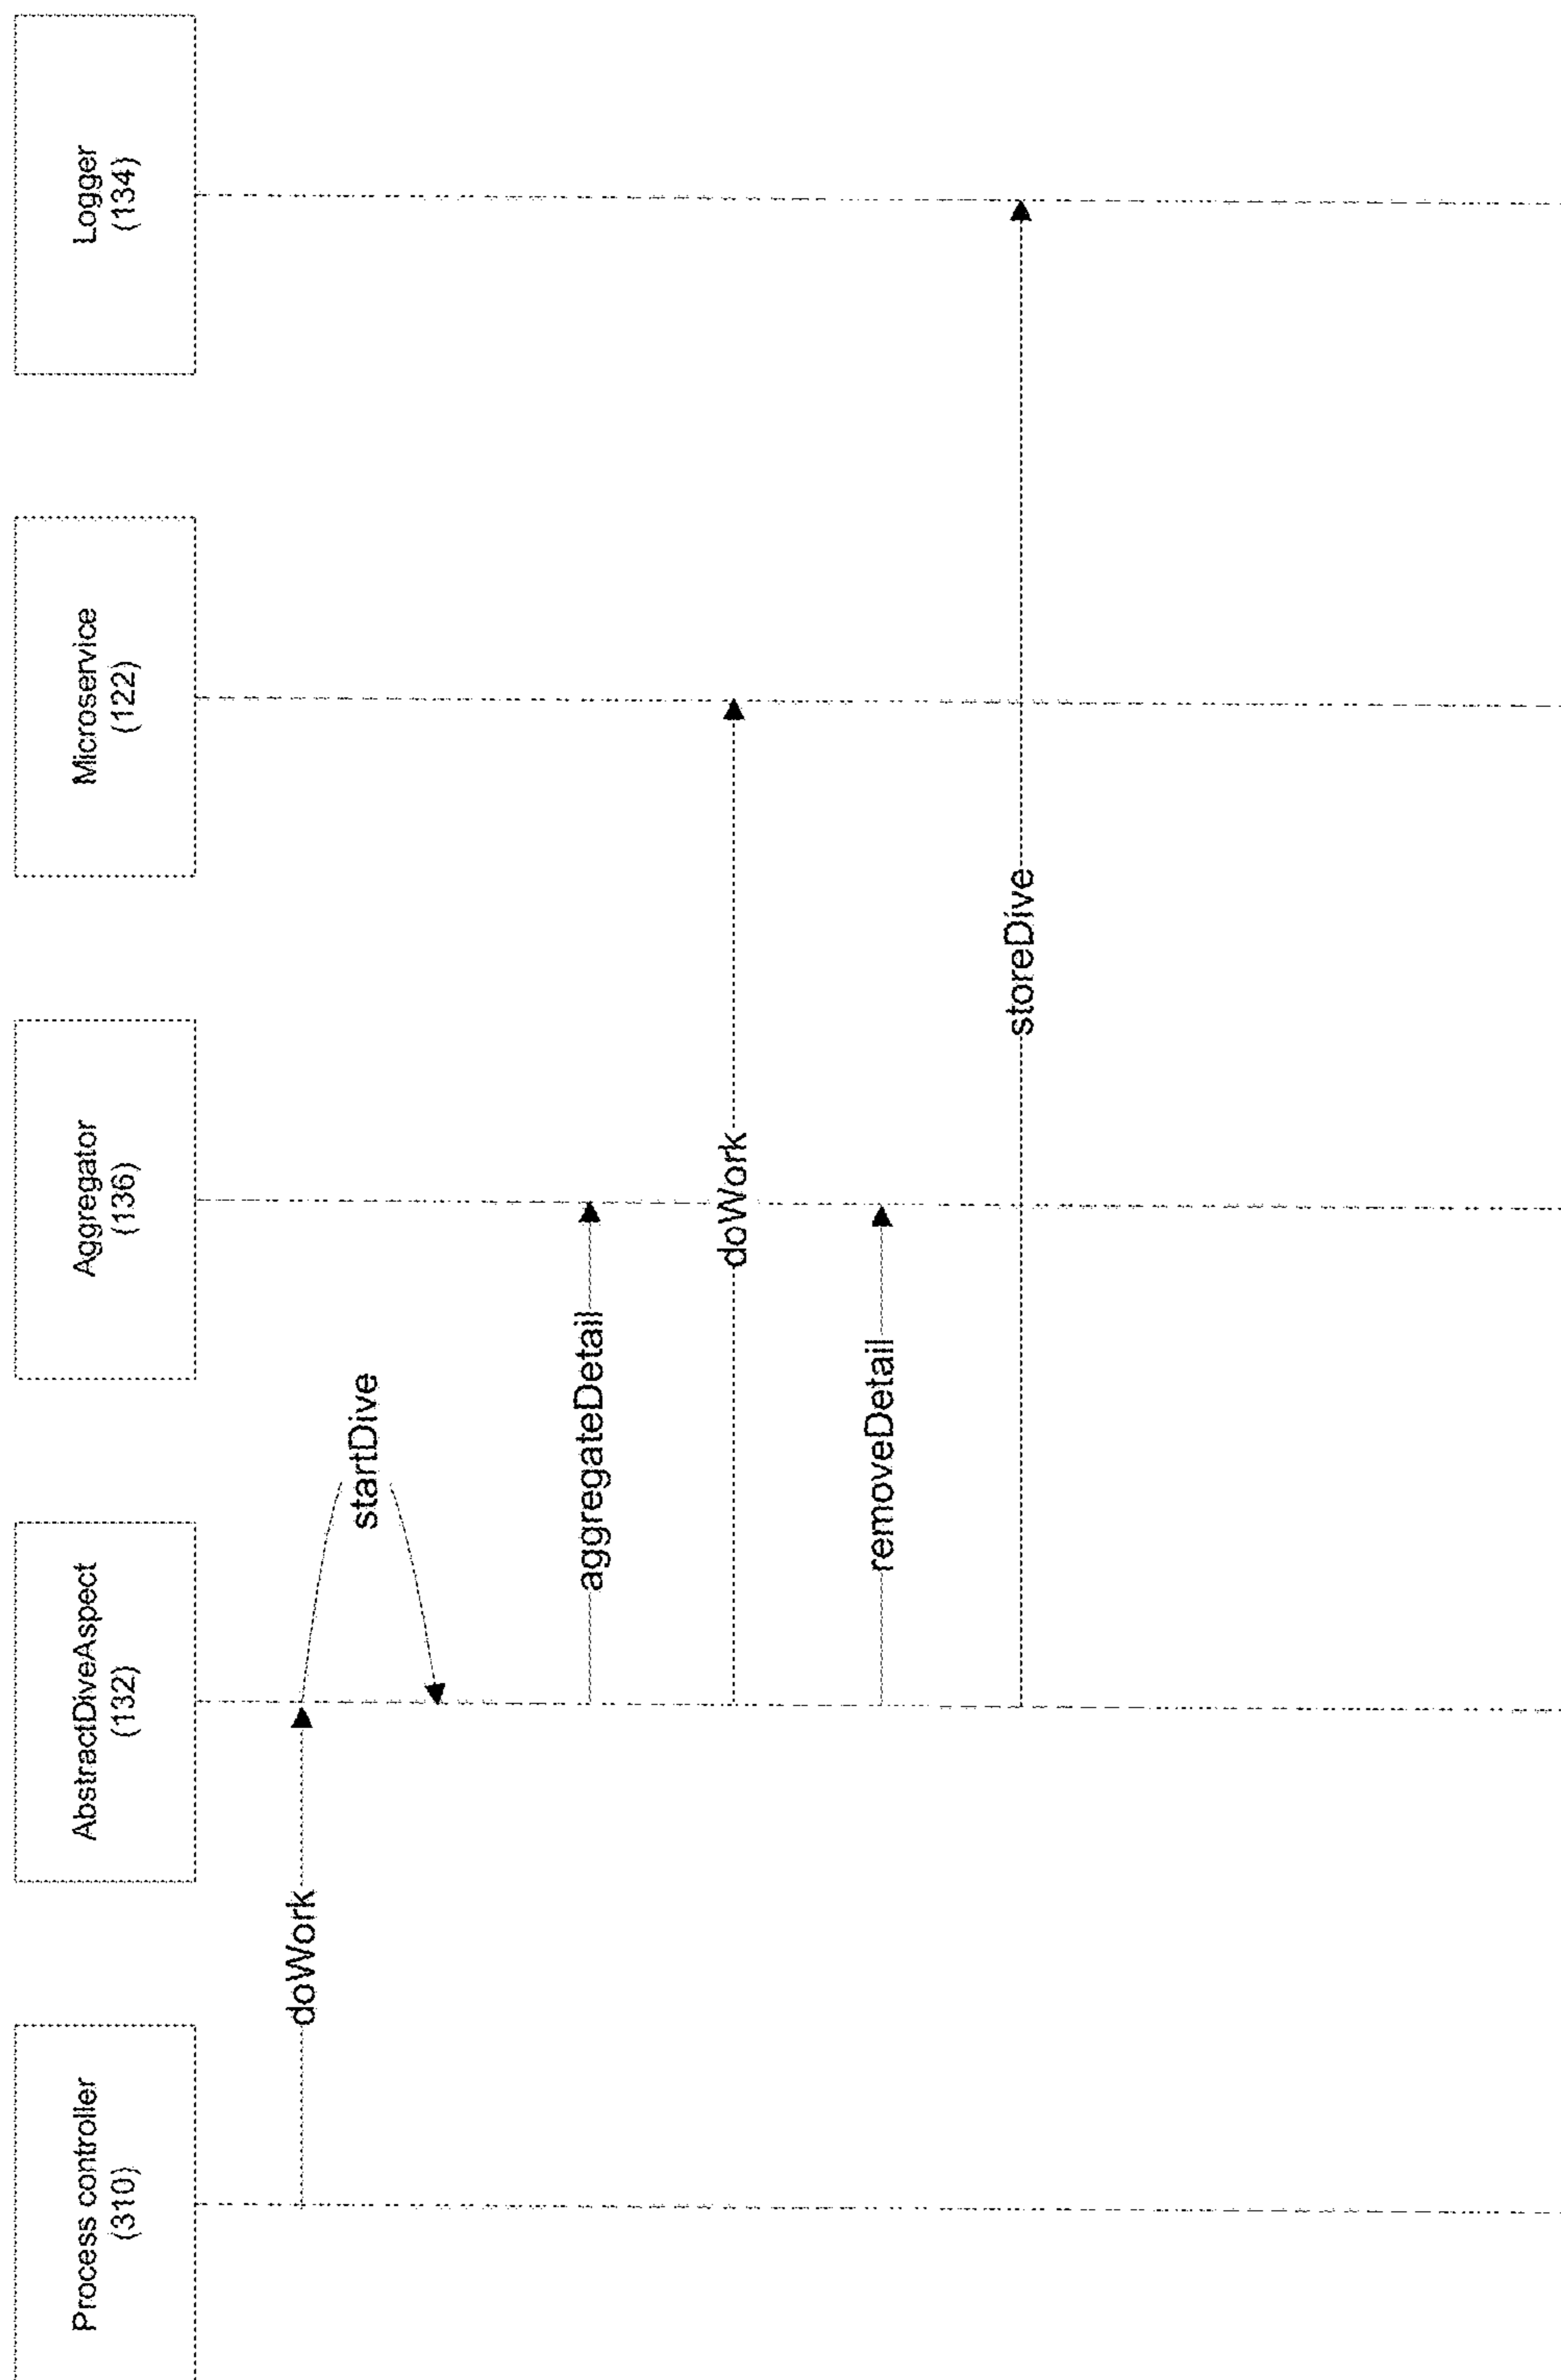 Process controller
(310)
AbstractDiveAspect
(132)
Aggregator
(136)
Microservice
(122)
Logger
(134)
doWork
startDive
aggregateDetail
doWork
removeDetail
storeDive